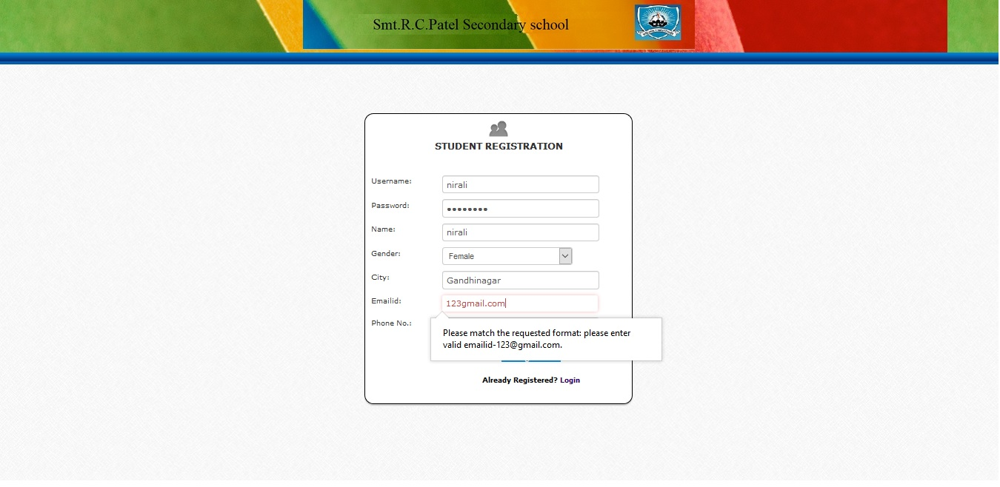 Smt.R.C.Patel Secondary school
STUDENT REGISTRATION
Username:
nirali
Password:
••••••••
Name:
nirali
Gender:
Female
City:
Gandhinagar
Emailid:
123gmail.com
Phone No.:
Please match the requested format: please enter
valid emailid-123@gmail.com.
Already Registered? Login